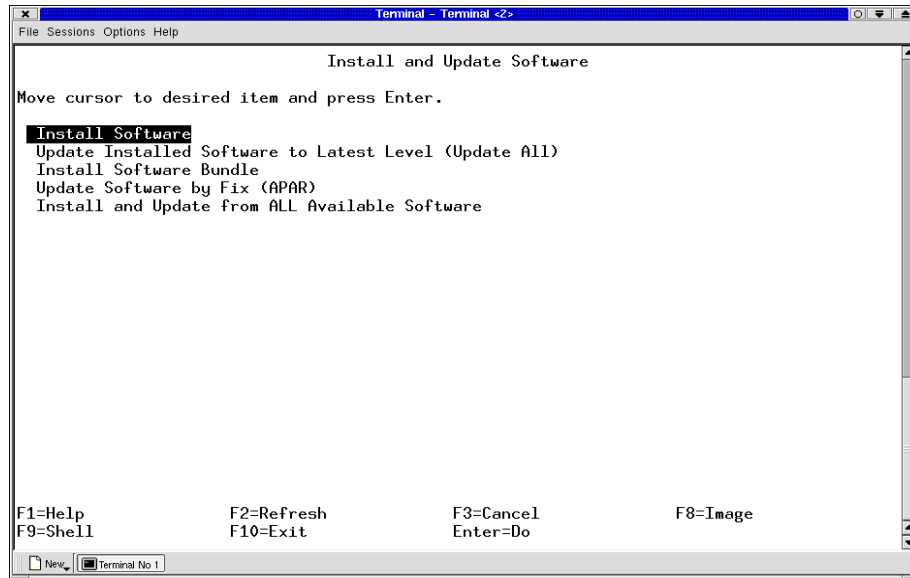 Terminal - Terminal <2>
File Sessions Options Help
Install and Update Software
Move cursor to desired item and press Enter.
Install Software
Update Installed Software to Latest Level (Update All)
Install Software Bundle
Update Software by Fix (APAR)
Install and Update from ALL Available Software
F1=Help F2=Refresh F3=Cancel F8=Image
F9=Shell F10=Exit Enter=Do
New Terminal No 1